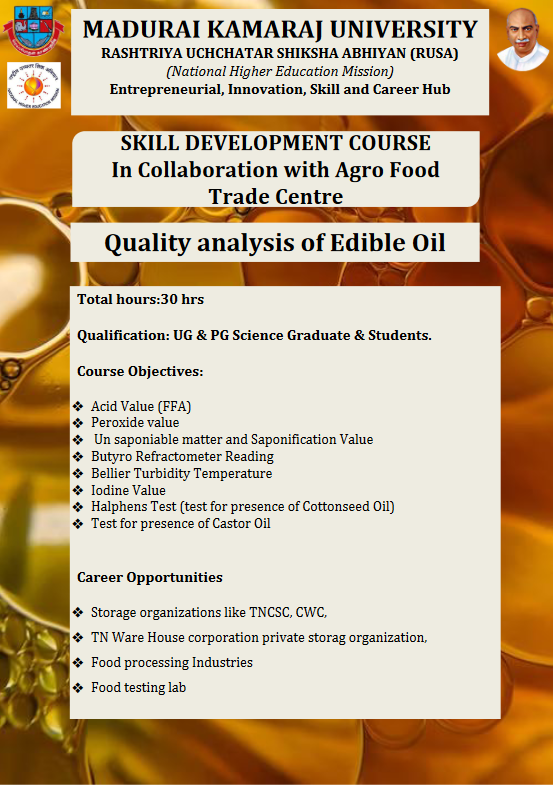 MADURAI KAMARAJ UNIVERSITY
RASHTRIYA UCHCHATAR SHIKSHA ABHIYAN (RUSA)
(National Higher Education Mission)
Entrepreneurial, Innovation, Skill and Career Hub
SKILL DEVELOPMENT COURSE
In Collaboration with Agro Food
Trade Centre
Quality analysis of Edible Oil
Total hours:30 hrs
Qualification: UG & PG Science Graduate & Students.
Course Objectives:
❖ Acid Value (FFA)
❖ Peroxide value
❖ Un saponiable matter and Saponification Value
❖ Butyro Refractometer Reading
❖ Bellier Turbidity Temperature
❖ Iodine Value
❖ Halphens Test (test for presence of Cottonseed Oil)
❖ Test for presence of Castor Oil
Career Opportunities
❖ Storage organizations like TNCSC, CWC,
❖ TN Ware House corporation private storag organization,
❖ Food processing Industries
❖ Food testing lab